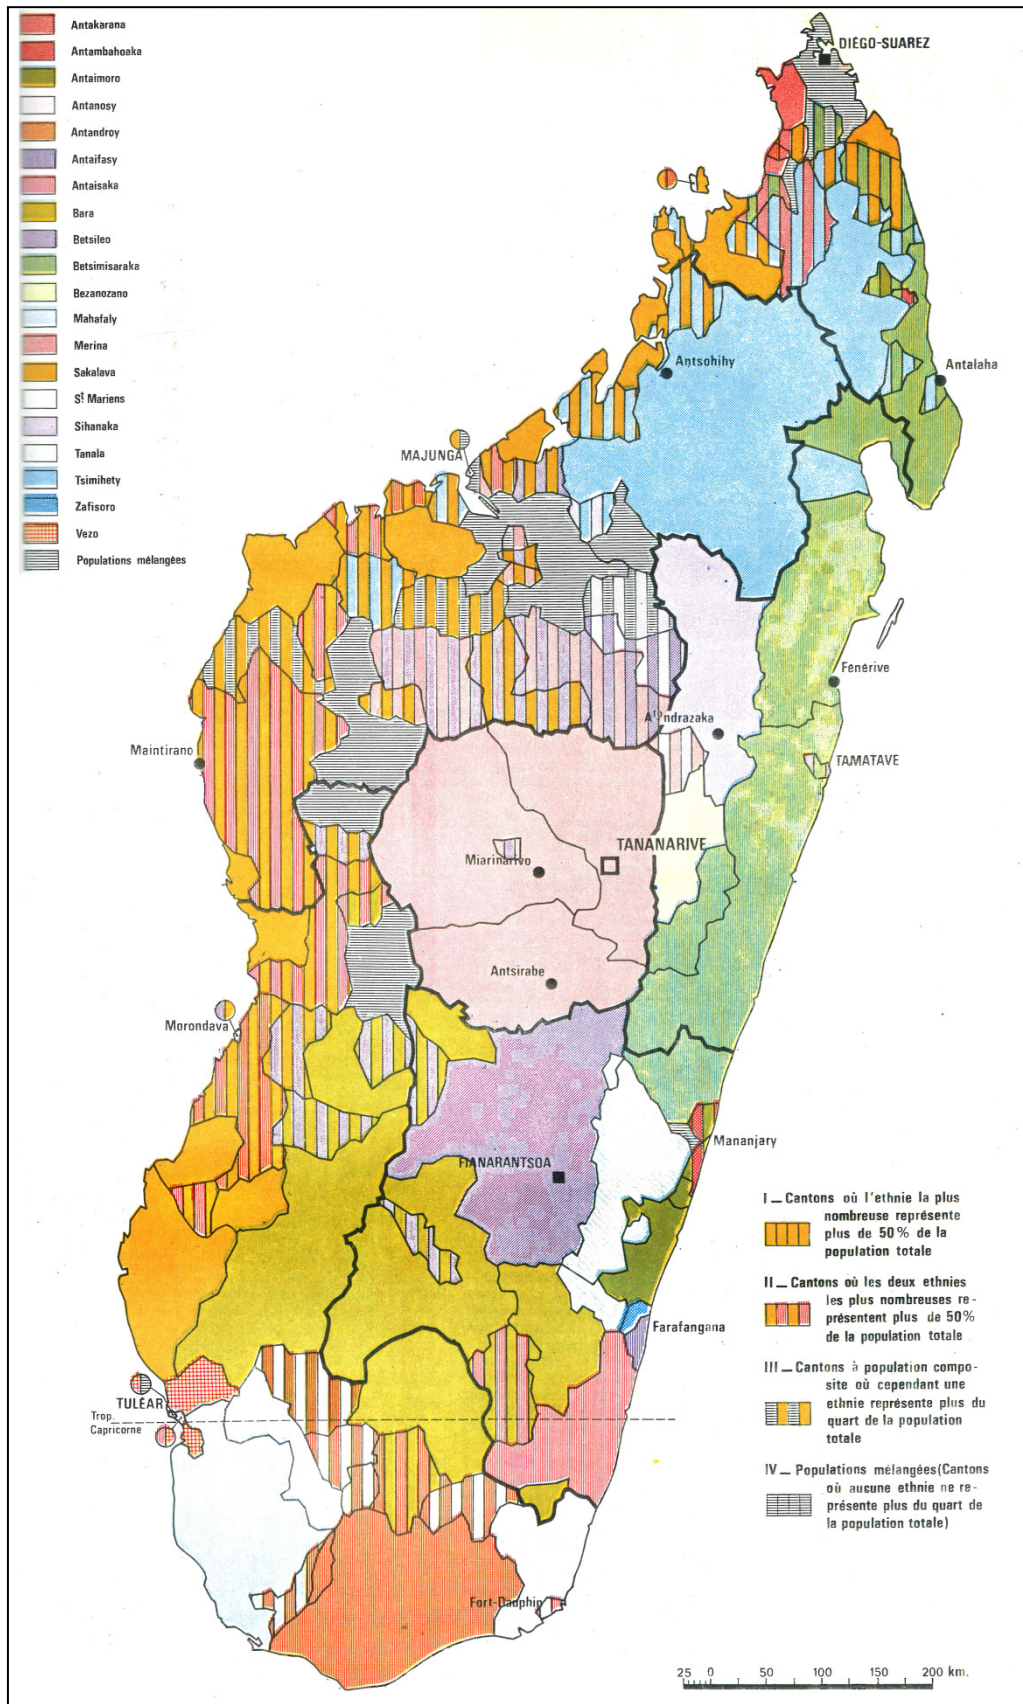 Antakarana
Antambahoaka
Antaimoro
Antanosy
Antandroy
Antaifasy
Antaisaka
Bara
Betsileo
Betsimisaraka
Bezanozano
Mahafaly
Merina
Sakalava
St Mariens
Sihanaka
Tanala
Tsimihety
Zafisoro
Vezo
Populations mélangées
DIÉGO-SUAREZ
Antsohihy
Antalaha
MAJUNGA
Fénérive
Andrazaka
Maintirano
TAMATAVE
TANANARIVE
Miarinarivo
Antsirabe
Morondava
Mananjary
FIANARANTSOA
Farafangana
TULÉAR
Trop.
Capricorne
Fort-Dauphin
I _ Cantons où l'ethnie la plus
nombreuse représente
plus de 50% de la
population totale
II _ Cantons où les deux ethnies
les plus nombreuses re-
présentent plus de 50%
de la population totale
III _ Cantons à population compo-
site où cependant une
ethnie représente plus du
quart de la population
totale
IV _ Populations mélangées (Cantons
où aucune ethnie ne re-
présente plus du quart de
la population totale)
25 0 50 100 150 200 km.